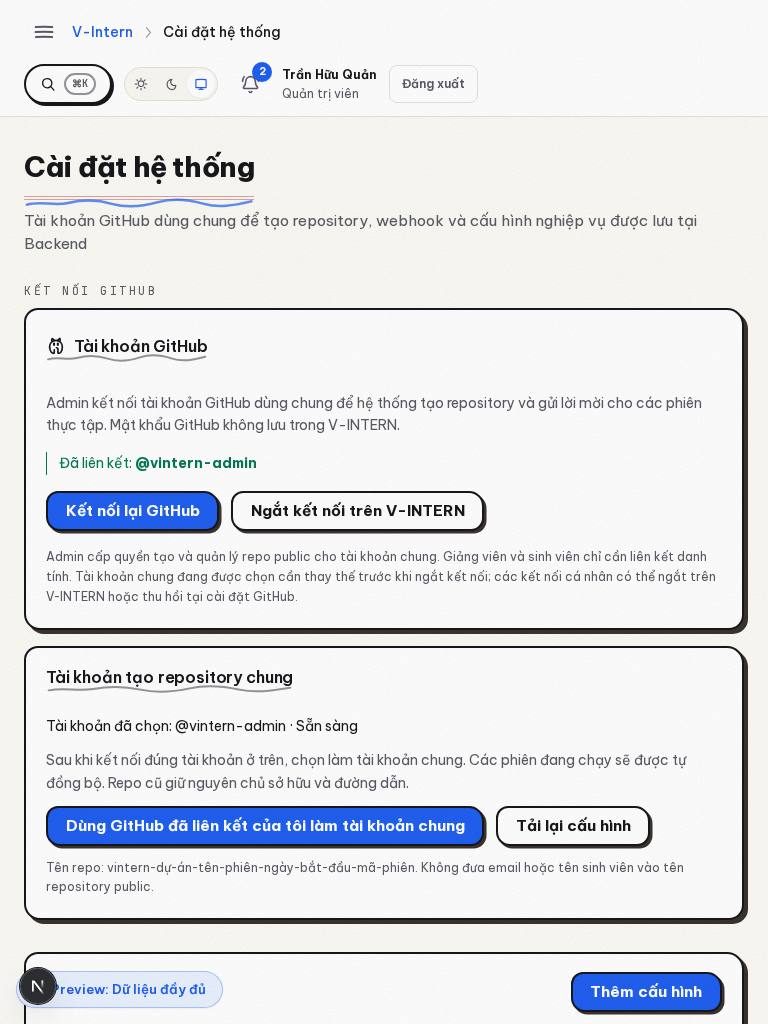 V-Intern > Cài đặt hệ thống
⌘K
2
Trần Hữu Quản
Quản trị viên
Đăng xuất
Cài đặt hệ thống
Tài khoản GitHub dùng chung để tạo repository, webhook và cấu hình nghiệp vụ được lưu tại
Backend
KẾT NỐI GITHUB
Tài khoản GitHub
Admin kết nối tài khoản GitHub dùng chung để hệ thống tạo repository và gửi lời mời cho các phiên
thực tập. Mật khẩu GitHub không lưu trong V-INTERN.
Đã liên kết: @vintern-admin
Kết nối lại GitHub
Ngắt kết nối trên V-INTERN
Admin cấp quyền tạo và quản lý repo public cho tài khoản chung. Giảng viên và sinh viên chỉ cần liên kết danh
tính. Tài khoản chung đang được chọn cần thay thế trước khi ngắt kết nối; các kết nối cá nhân có thể ngắt trên
V-INTERN hoặc thu hồi tại cài đặt GitHub.
Tài khoản tạo repository chung
Tài khoản đã chọn: @vintern-admin · Sẵn sàng
Sau khi kết nối đúng tài khoản ở trên, chọn làm tài khoản chung. Các phiên đang chạy sẽ được tự
đồng bộ. Repo cũ giữ nguyên chủ sở hữu và đường dẫn.
Dùng GitHub đã liên kết của tôi làm tài khoản chung
Tải lại cấu hình
Tên repo: vintern-dự-án-tên-phiên-ngày-bắt-đầu-mã-phiên. Không đưa email hoặc tên sinh viên vào tên
repository public.
N
Preview: Dữ liệu đầy đủ
Thêm cấu hình